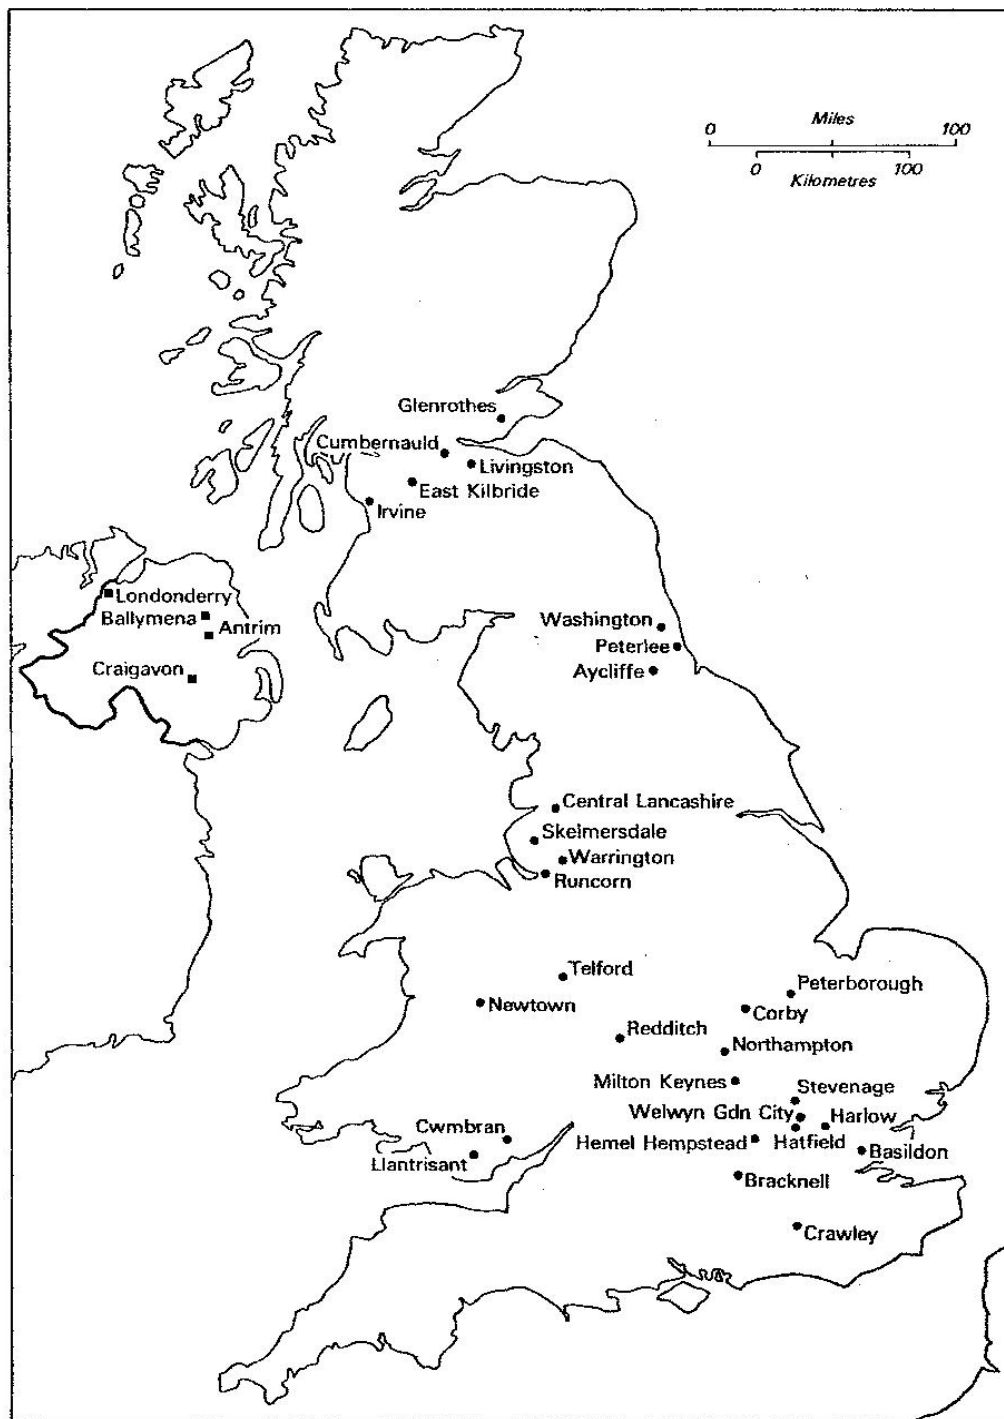 0 Miles 100
0 Kilometres 100
Glenrothes
Cumbernauld
Livingston
East Kilbride
Irvine
Londonderry
Ballymena
Antrim
Craigavon
Washington
Peterlee
Aycliffe
Central Lancashire
Skelmersdale
Warrington
Runcorn
Telford
Peterborough
Newtown
Corby
Redditch
Northampton
Milton Keynes
Stevenage
Welwyn Gdn City
Harlow
Cwmbran
Hemel Hempstead
Hatfield
Basildon
Llantrisant
Bracknell
Crawley